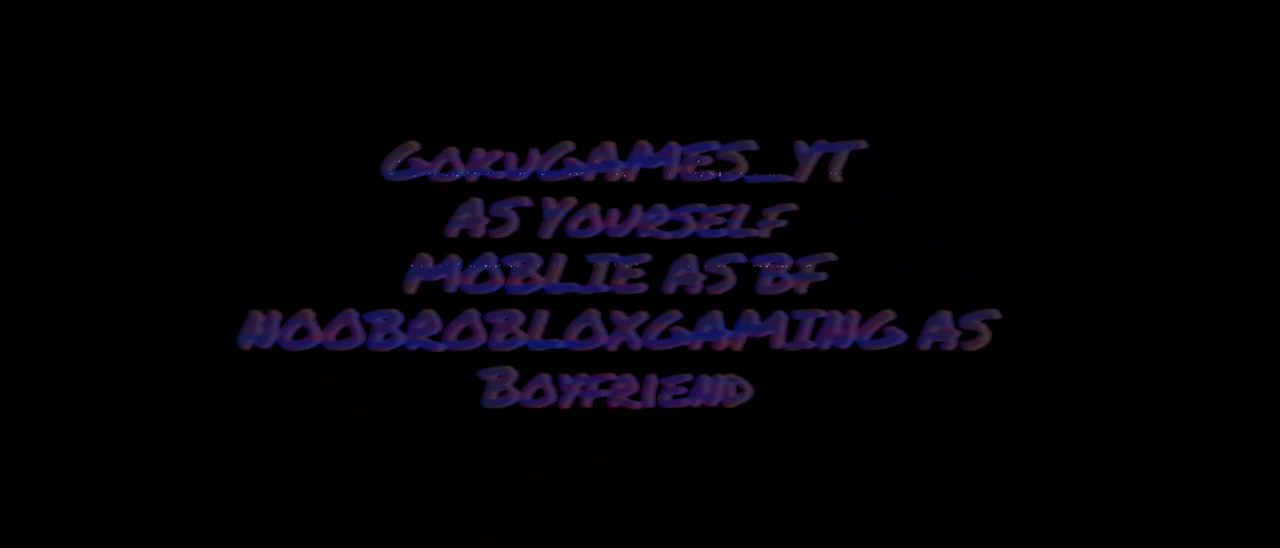 GOKUGAMES_YT
AS YOURSELF
MOBLIE AS BF
NOOBROBLOXGAMING AS
BOYFRIEND